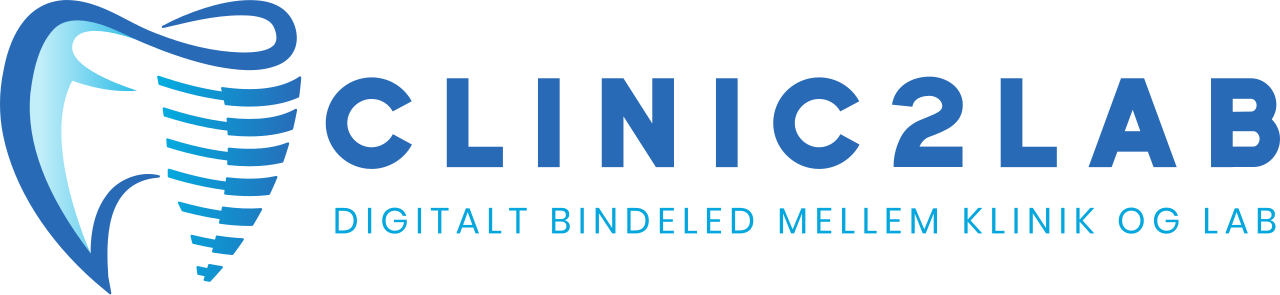 CLINIC2LAB
DIGITALT BINDELED MELLEM KLINIK OG LAB